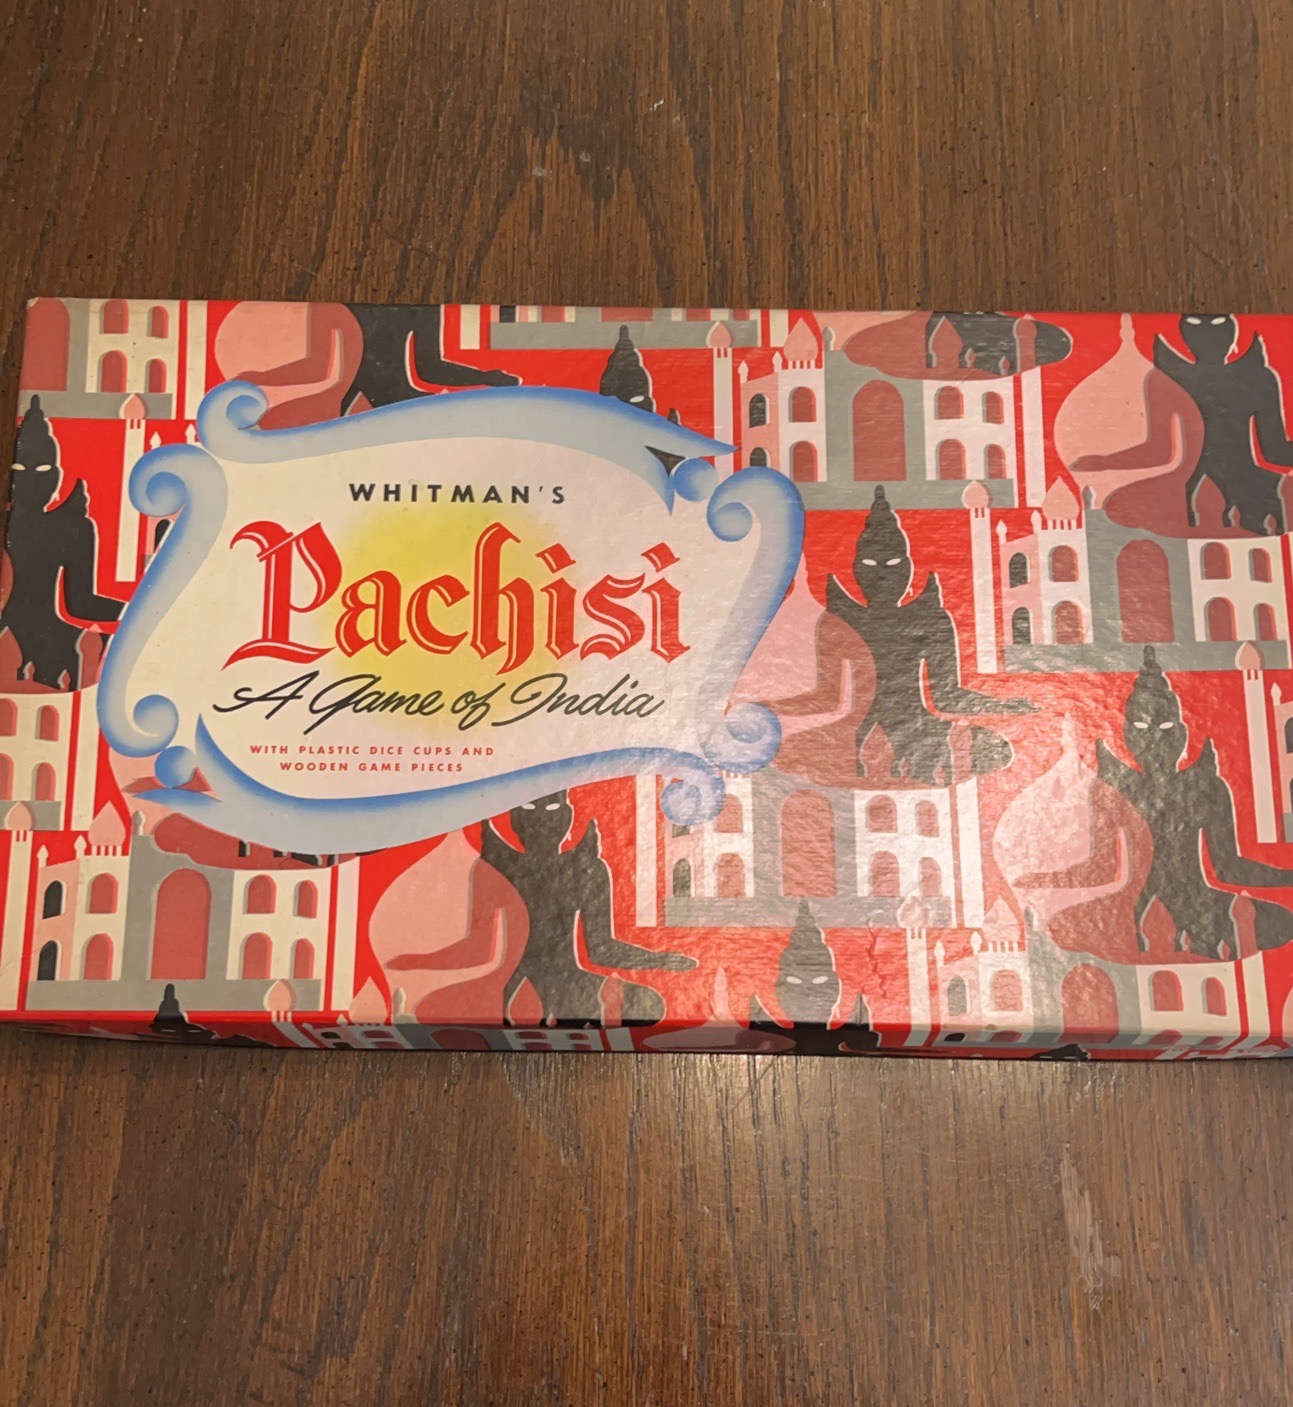 WHITMAN'S
Pachisi
A Game of India
WITH PLASTIC DICE CUPS AND
WOODEN GAME PIECES